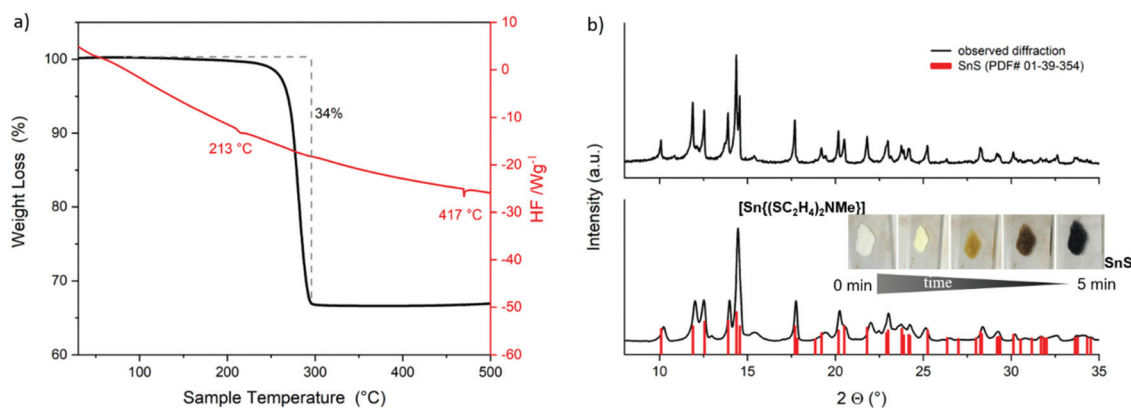 a)
Weight Loss (%)
100
90
80
70
60
34%
213 °C
417 °C
10
0
-10
-20
-30
-40
-50
-60
HF /Wg⁻¹
100
200
300
400
500
Sample Temperature (°C)
b)
Intensity (a.u.)
observed diffraction
SnS (PDF# 01-39-354)
[Sn{(SC₂H₄)₂NMe}]
SnS
0 min
time
5 min
10
15
20
25
30
35
2 Θ (°)